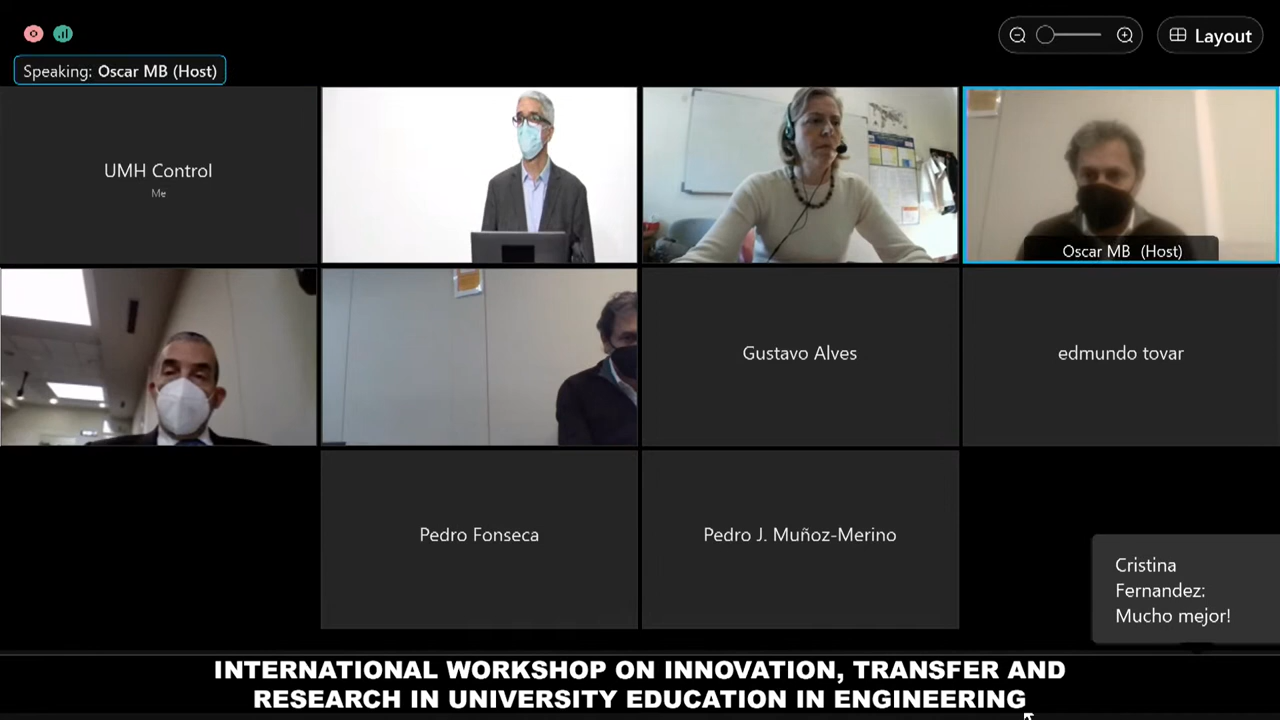 Layout
Speaking: Oscar MB (Host)
UMH Control
Me
Oscar MB (Host)
Gustavo Alves
edmundo tovar
Pedro Fonseca
Pedro J. Muñoz-Merino
Cristina
Fernandez:
Mucho mejor!
INTERNATIONAL WORKSHOP ON INNOVATION, TRANSFER AND
RESEARCH IN UNIVERSITY EDUCATION IN ENGINEERING